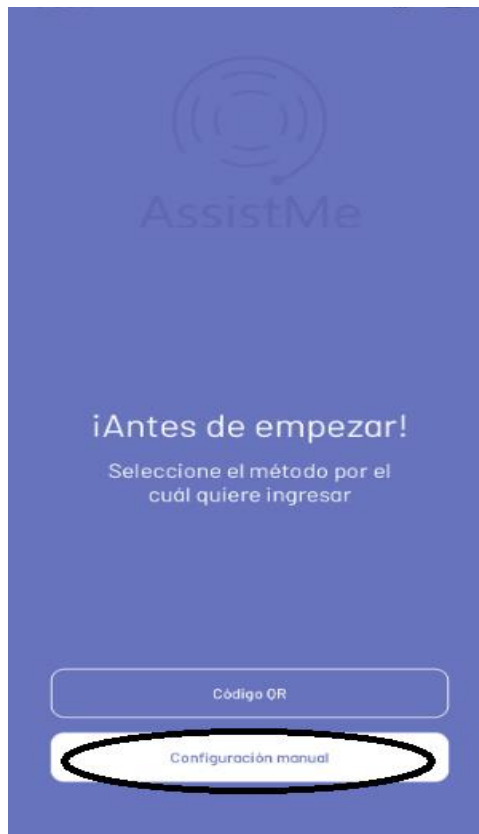 AssistMe
¡Antes de empezar!
Seleccione el método por el
cuál quiere ingresar
Código QR
Configuración manual